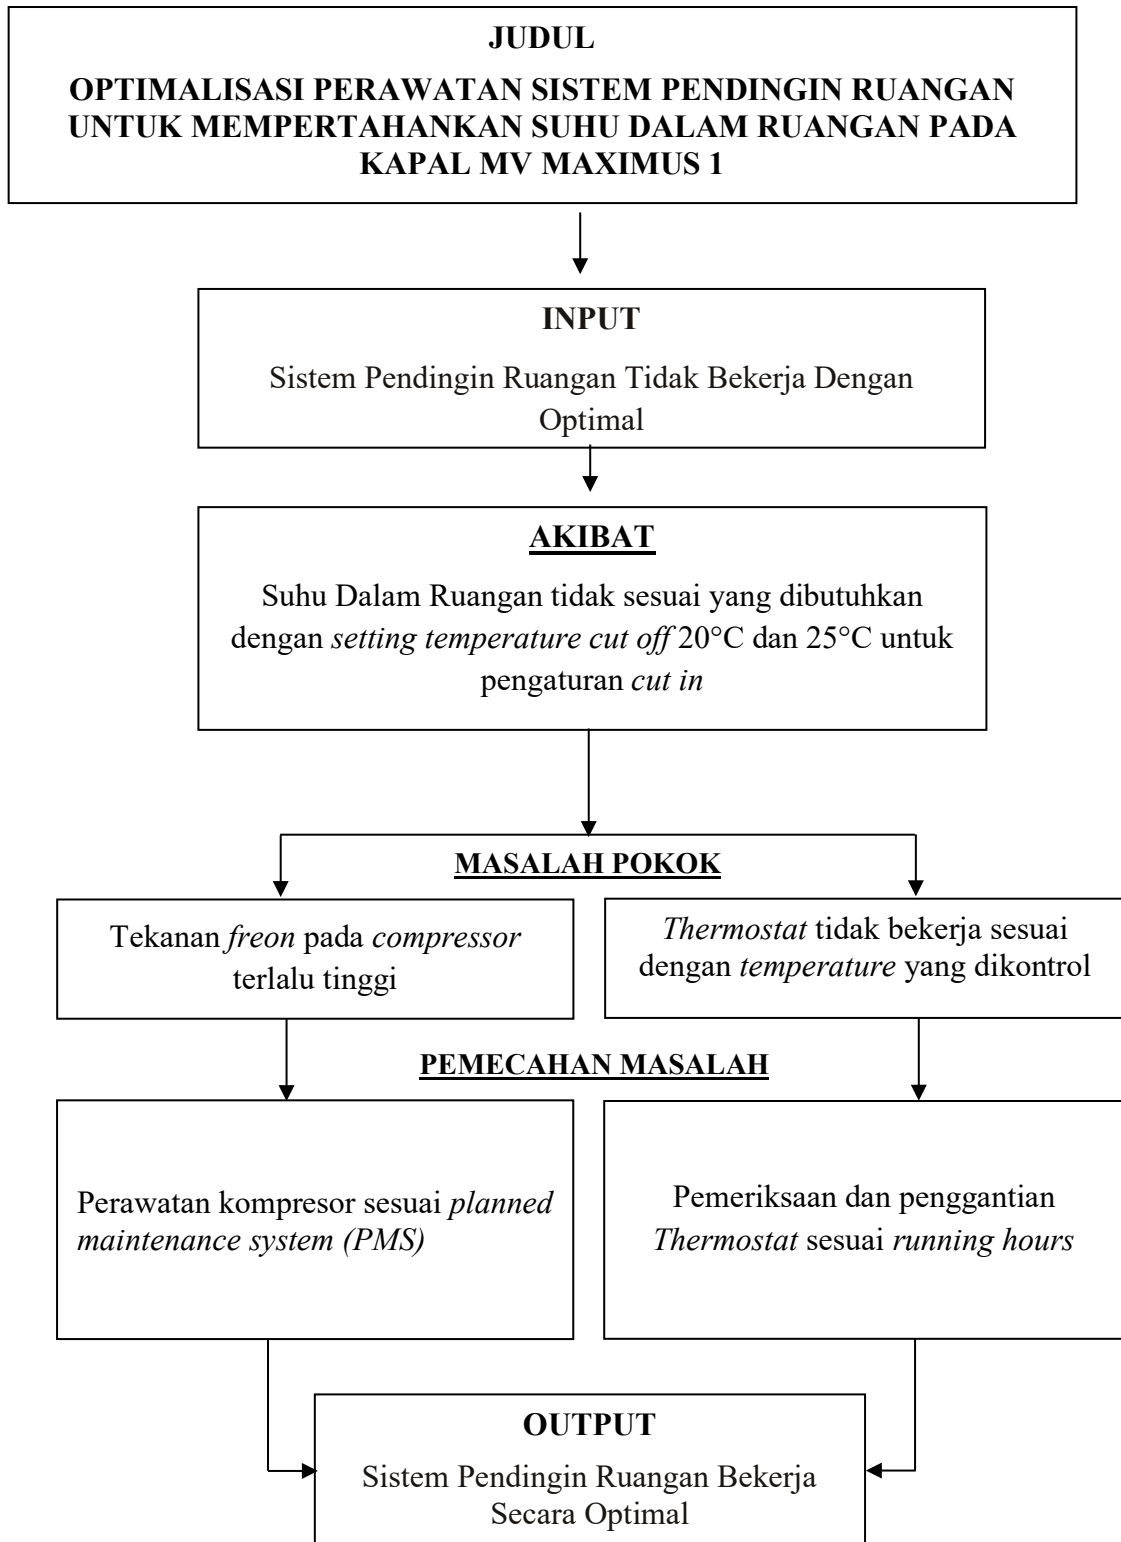 JUDUL
OPTIMALISASI PERAWATAN SISTEM PENDINGIN RUANGAN
UNTUK MEMPERTAHANKAN SUHU DALAM RUANGAN PADA
KAPAL MV MAXIMUS 1
INPUT
Sistem Pendingin Ruangan Tidak Bekerja Dengan
Optimal
AKIBAT
Suhu Dalam Ruangan tidak sesuai yang dibutuhkan
dengan setting temperature cut off 20°C dan 25°C untuk
pengaturan cut in
MASALAH POKOK
Tekanan freon pada compressor
terlalu tinggi
Thermostat tidak bekerja sesuai
dengan temperature yang dikontrol
PEMECAHAN MASALAH
Perawatan kompresor sesuai planned
maintenance system (PMS)
Pemeriksaan dan penggantian
Thermostat sesuai running hours
OUTPUT
Sistem Pendingin Ruangan Bekerja
Secara Optimal